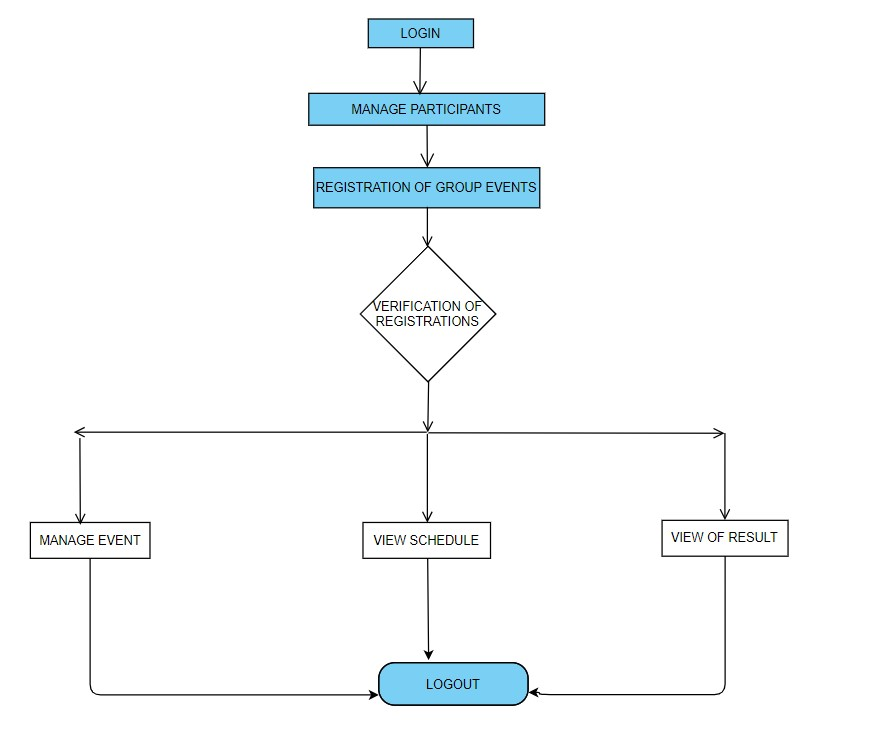 LOGIN
MANAGE PARTICIPANTS
REGISTRATION OF GROUP EVENTS
VERIFICATION OF
REGISTRATIONS
MANAGE EVENT
VIEW SCHEDULE
VIEW OF RESULT
LOGOUT